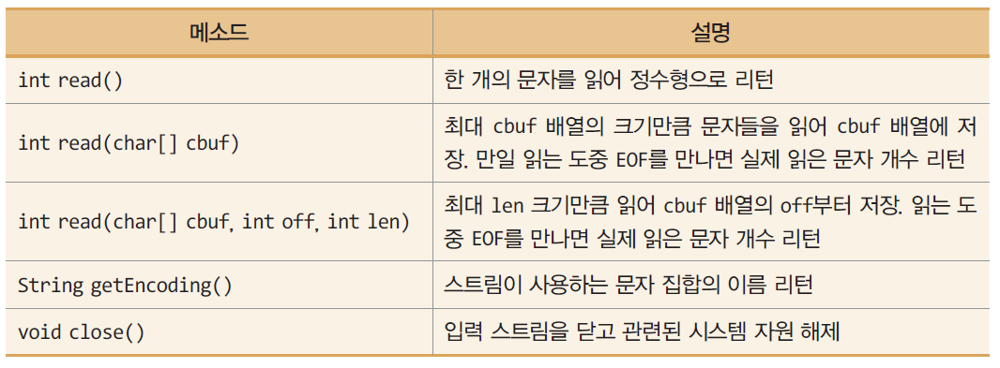 메소드 설명
int read() 한 개의 문자를 읽어 정수형으로 리턴
int read(char[] cbuf) 최대 cbuf 배열의 크기만큼 문자들을 읽어 cbuf 배열에 저
장. 만일 읽는 도중 EOF를 만나면 실제 읽은 문자 개수 리턴
int read(char[] cbuf, int off, int len) 최대 len 크기만큼 읽어 cbuf 배열의 off부터 저장. 읽는 도
중 EOF를 만나면 실제 읽은 문자 개수 리턴
String getEncoding() 스트림이 사용하는 문자 집합의 이름 리턴
void close() 입력 스트림을 닫고 관련된 시스템 자원 해제